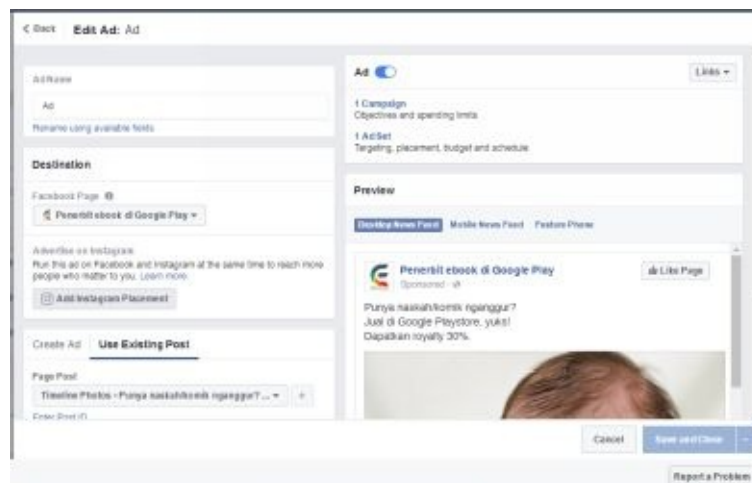 < Back Edit Ad: Ad
Ad Name
Ad
Rename using available fields
Destination
Facebook Page
Penerbit ebook di Google Play
Advertise on Instagram
Run this ad on Facebook and Instagram at the same time to reach more
people who matter to you. Learn more.
Add Instagram Placement
Create Ad Use Existing Post
Page Post
Timeline Photos - Punya naskah/komik nganggur? ... +
Enter Post ID
Ad Links
1 Campaign
Objectives and spending limits
1 Ad Set
Targeting, placement, budget and schedule
Preview
Desktop News Feed Mobile News Feed Feature Phone
Penerbit ebook di Google Play Like Page
Sponsored
Punya naskah/komik nganggur?
Jual di Google Playstore, yuks!
Dapatkan royalty 30%.
Cancel Save and Close
Report a Problem